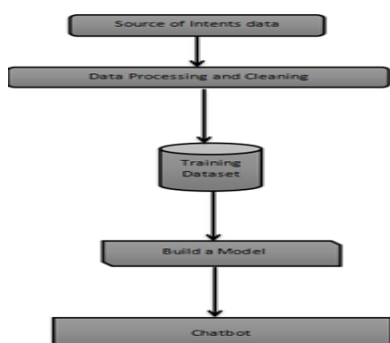 Source of Intents data
Data Processing and Cleaning
Training
Dataset
Build a Model
Chatbot